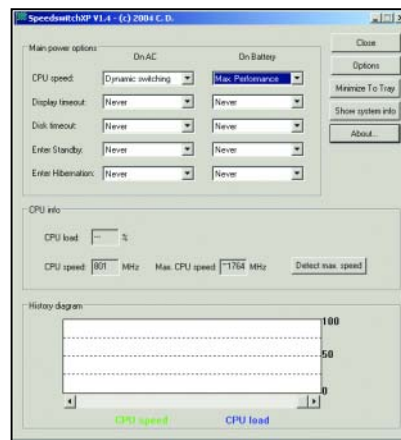 SpeedswitchXP V1.4 - (c) 2004 C. D.
Main power options
On AC
On Battery
CPU speed: Dynamic switching Max. Performance
Display timeout: Never Never
Disk timeout: Never Never
Enter Standby: Never Never
Enter Hibernation: Never Never
Close
Options
Minimize To Tray
Show system info
About...
CPU info
CPU load: --- %
CPU speed: 801 MHz Max. CPU speed: ~1764 MHz Detect max. speed
History diagram
100
50
0
CPU speed CPU load